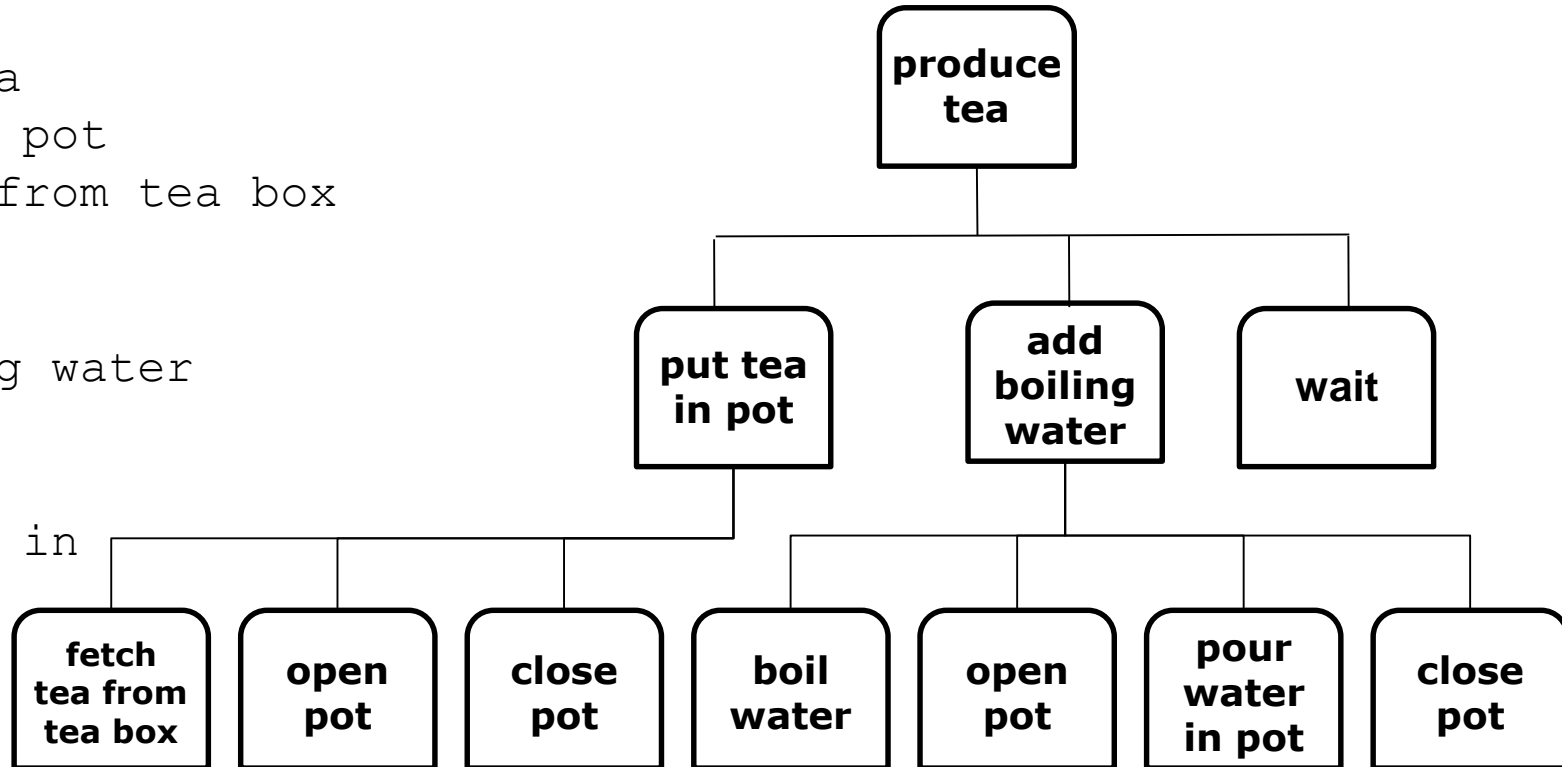 a
pot
from tea box
g water
in
produce
tea
put tea
in pot
add
boiling
water
wait
fetch
tea from
tea box
open
pot
close
pot
boil
water
open
pot
pour
water
in pot
close
pot